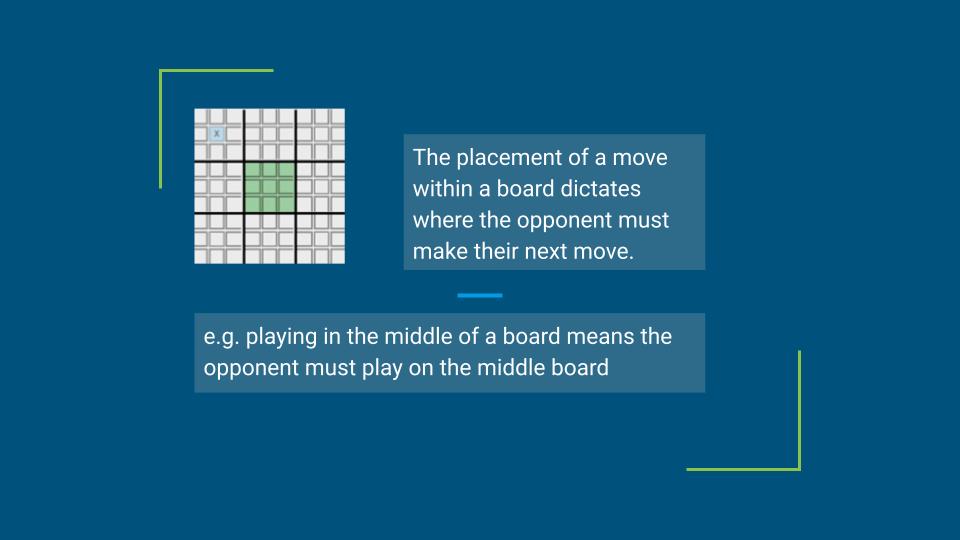 X
The placement of a move
within a board dictates
where the opponent must
make their next move.
e.g. playing in the middle of a board means the
opponent must play on the middle board